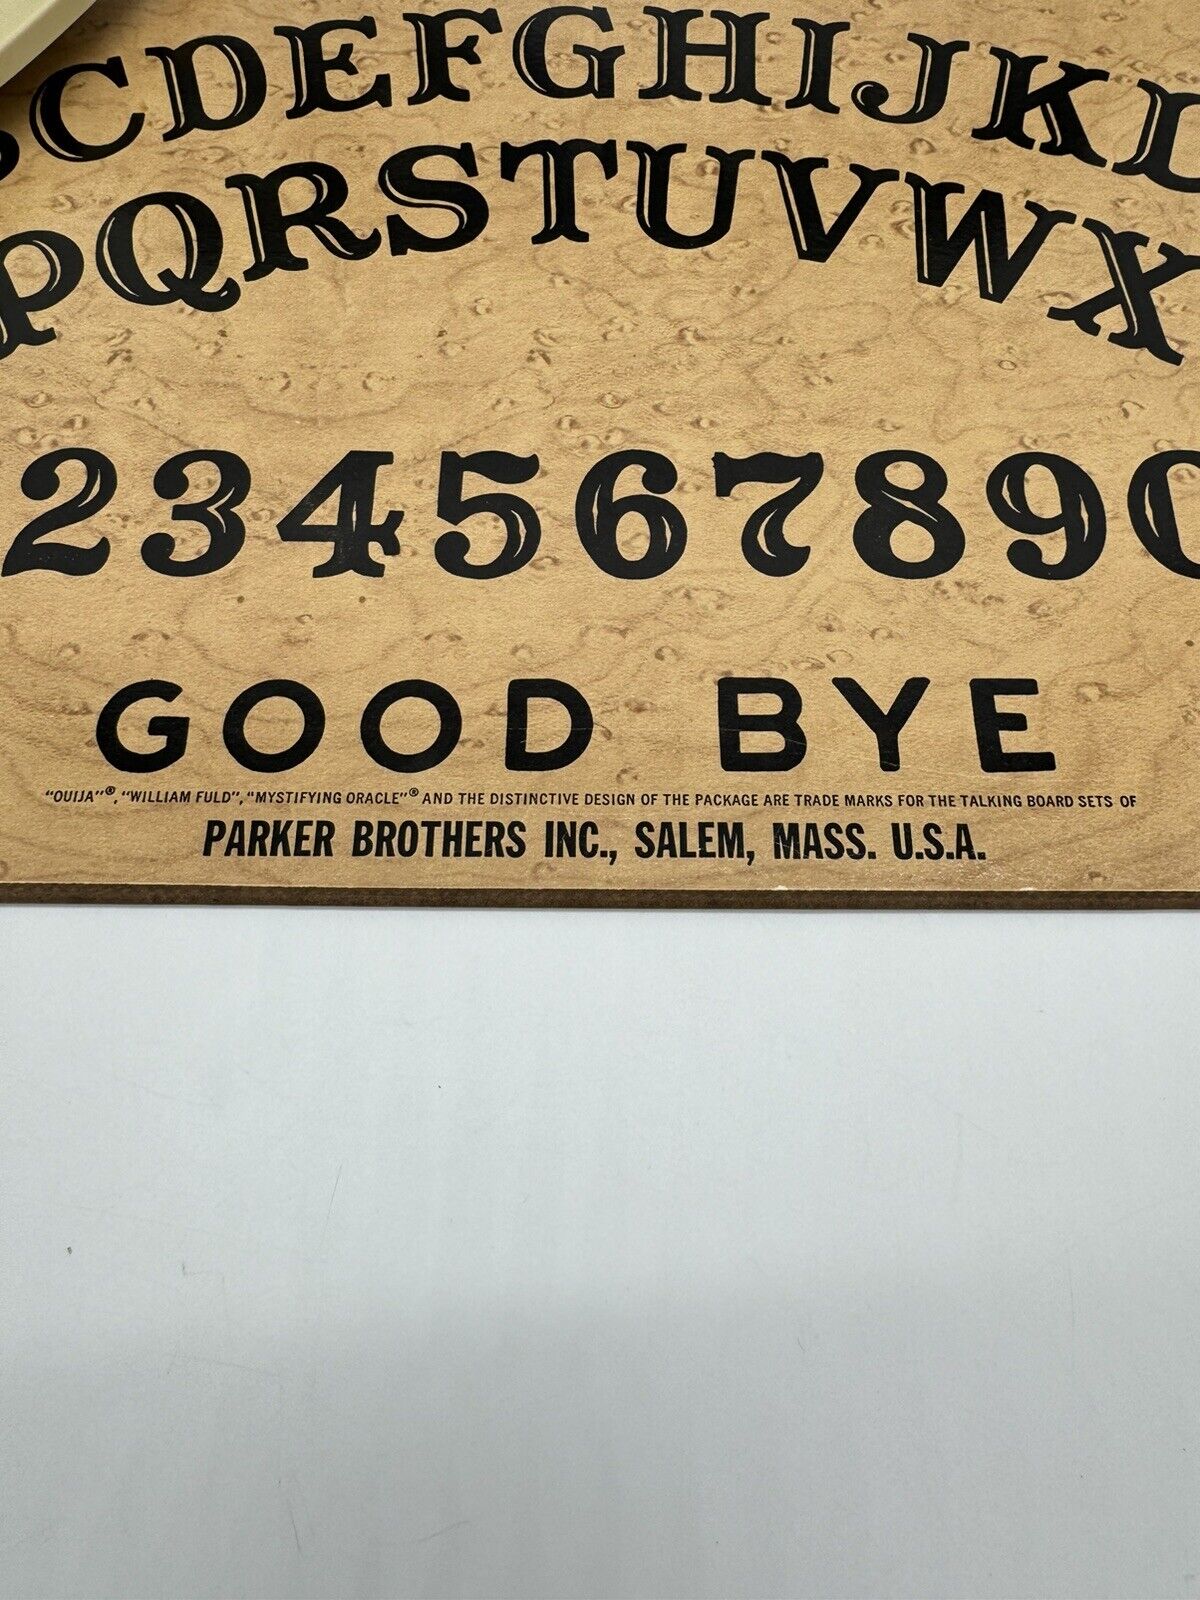 BCDEFGHIJKL
PQRSTUVWX
234567890
GOOD BYE
"OUIJA"®, "WILLIAM FULD", "MYSTIFYING ORACLE"® AND THE DISTINCTIVE DESIGN OF THE PACKAGE ARE TRADE MARKS FOR THE TALKING BOARD SETS OF
PARKER BROTHERS INC., SALEM, MASS. U.S.A.